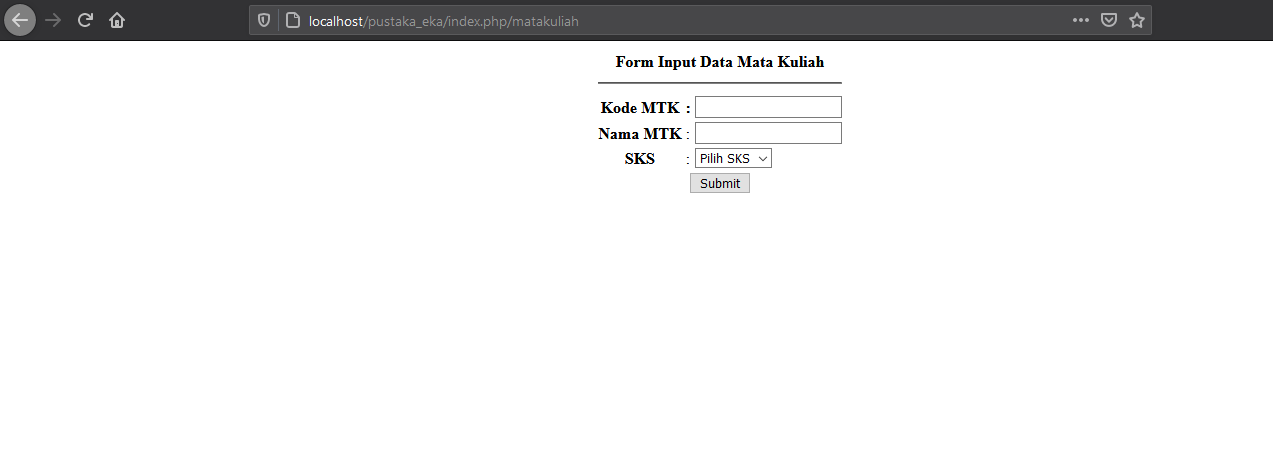 localhost/pustaka_eka/index.php/matakuliah
Form Input Data Mata Kuliah
Kode MTK :
Nama MTK :
SKS : Pilih SKS
Submit